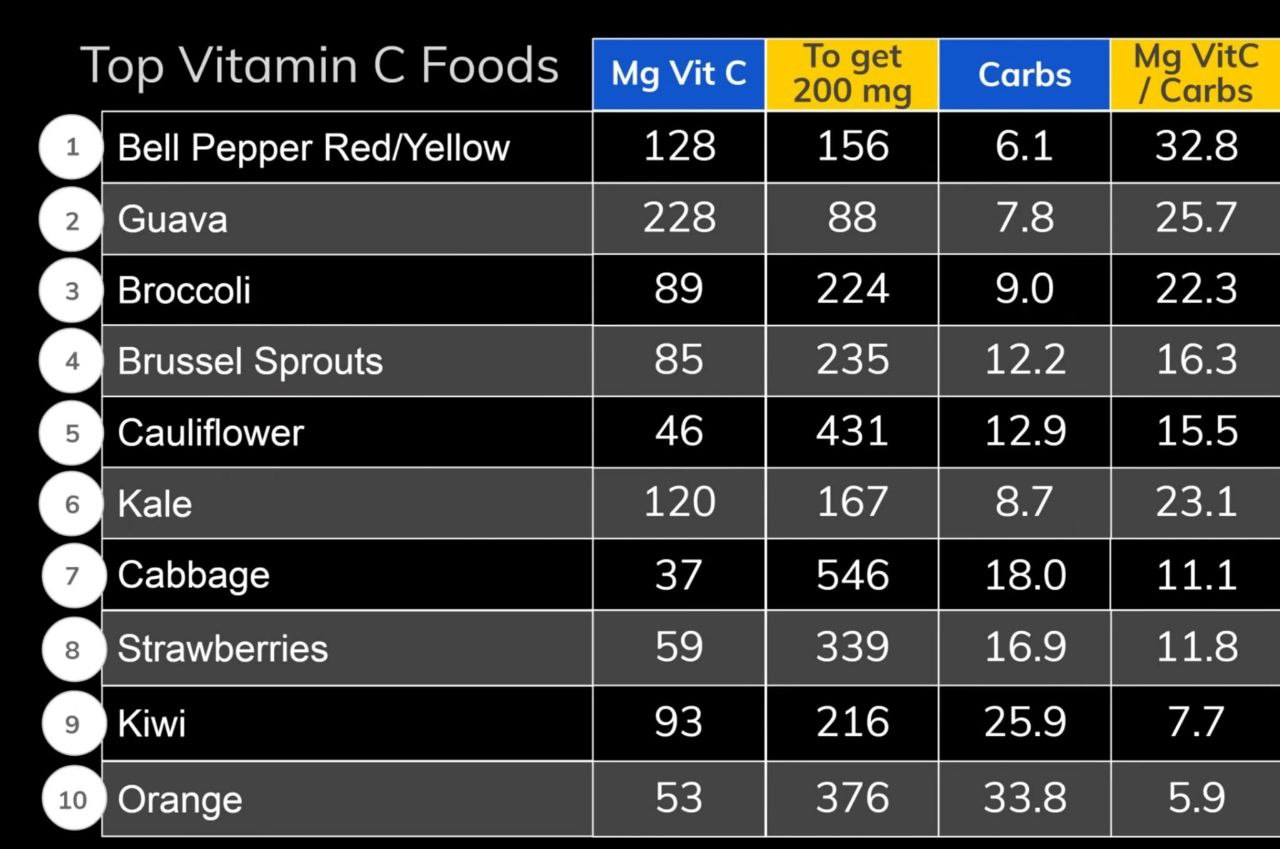 Top Vitamin C Foods Mg Vit C To get 200 mg Carbs Mg VitC / Carbs
1 Bell Pepper Red/Yellow 128 156 6.1 32.8
2 Guava 228 88 7.8 25.7
3 Broccoli 89 224 9.0 22.3
4 Brussel Sprouts 85 235 12.2 16.3
5 Cauliflower 46 431 12.9 15.5
6 Kale 120 167 8.7 23.1
7 Cabbage 37 546 18.0 11.1
8 Strawberries 59 339 16.9 11.8
9 Kiwi 93 216 25.9 7.7
10 Orange 53 376 33.8 5.9